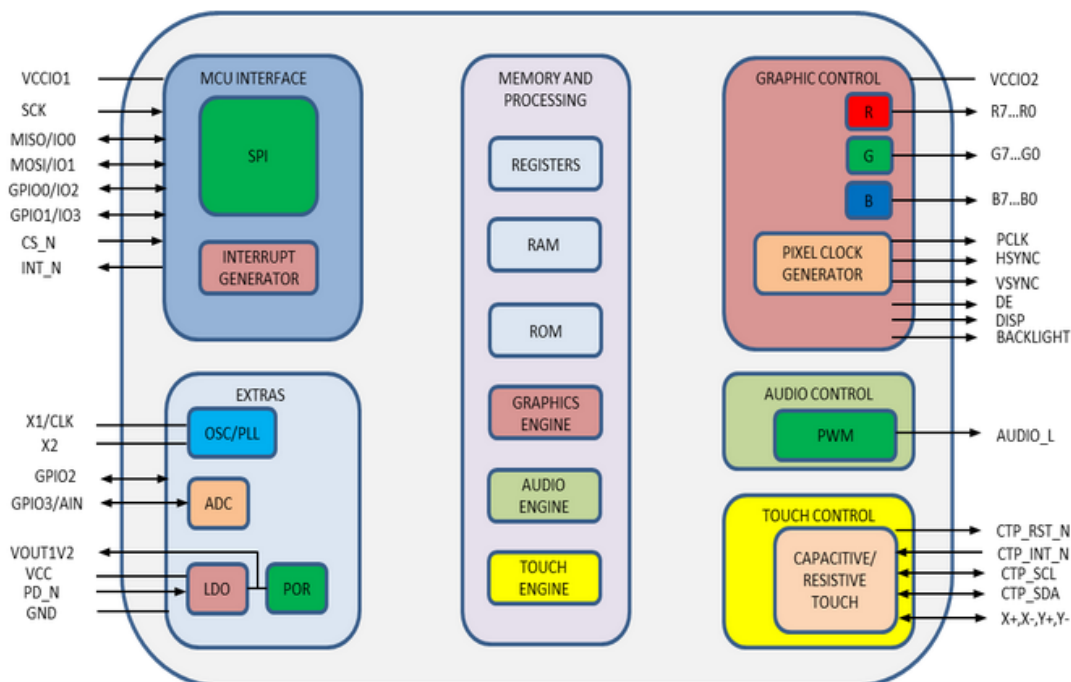 VCCIO1
SCK
MISO/IO0
MOSI/IO1
GPIO0/IO2
GPIO1/IO3
CS_N
INT_N
MCU INTERFACE
SPI
INTERRUPT
GENERATOR
X1/CLK
X2
GPIO2
GPIO3/AIN
VOUT1V2
VCC
PD_N
GND
EXTRAS
OSC/PLL
ADC
LDO
POR
MEMORY AND
PROCESSING
REGISTERS
RAM
ROM
GRAPHICS
ENGINE
AUDIO
ENGINE
TOUCH
ENGINE
GRAPHIC CONTROL
R
G
B
PIXEL CLOCK
GENERATOR
VCCIO2
R7...R0
G7...G0
B7...B0
PCLK
HSYNC
VSYNC
DE
DISP
BACKLIGHT
AUDIO CONTROL
PWM
AUDIO_L
TOUCH CONTROL
CAPACITIVE/
RESISTIVE
TOUCH
CTP_RST_N
CTP_INT_N
CTP_SCL
CTP_SDA
X+,X-,Y+,Y-